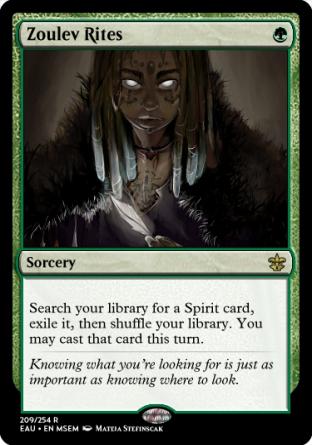 Zoulev Rites
Sorcery
Search your library for a Spirit card,
exile it, then shuffle your library. You
may cast that card this turn.
Knowing what you're looking for is just as
important as knowing where to look.
209/254 R
EAU • EN MSEM Mateja Stefinscak